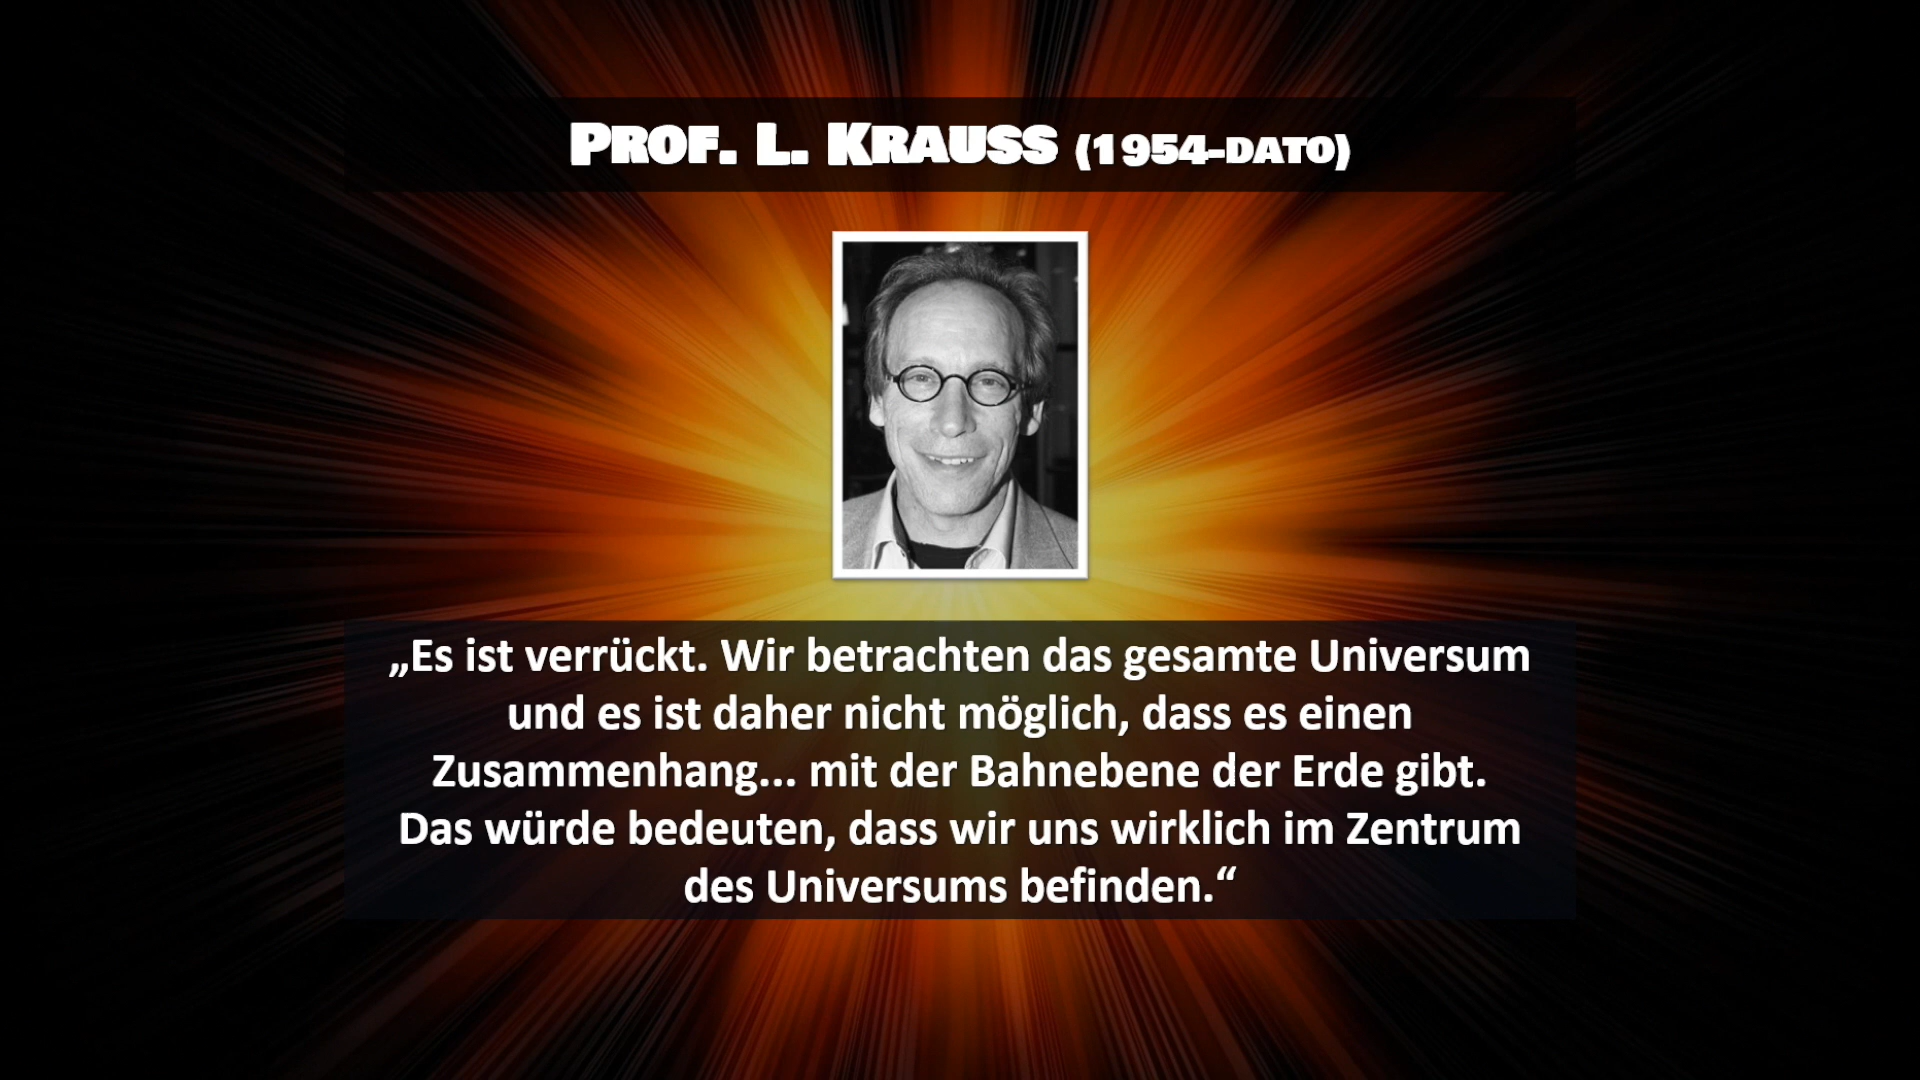 Prof. L. Krauss (1954-dato)
„Es ist verrückt. Wir betrachten das gesamte Universum
und es ist daher nicht möglich, dass es einen
Zusammenhang... mit der Bahnebene der Erde gibt.
Das würde bedeuten, dass wir uns wirklich im Zentrum
des Universums befinden.“